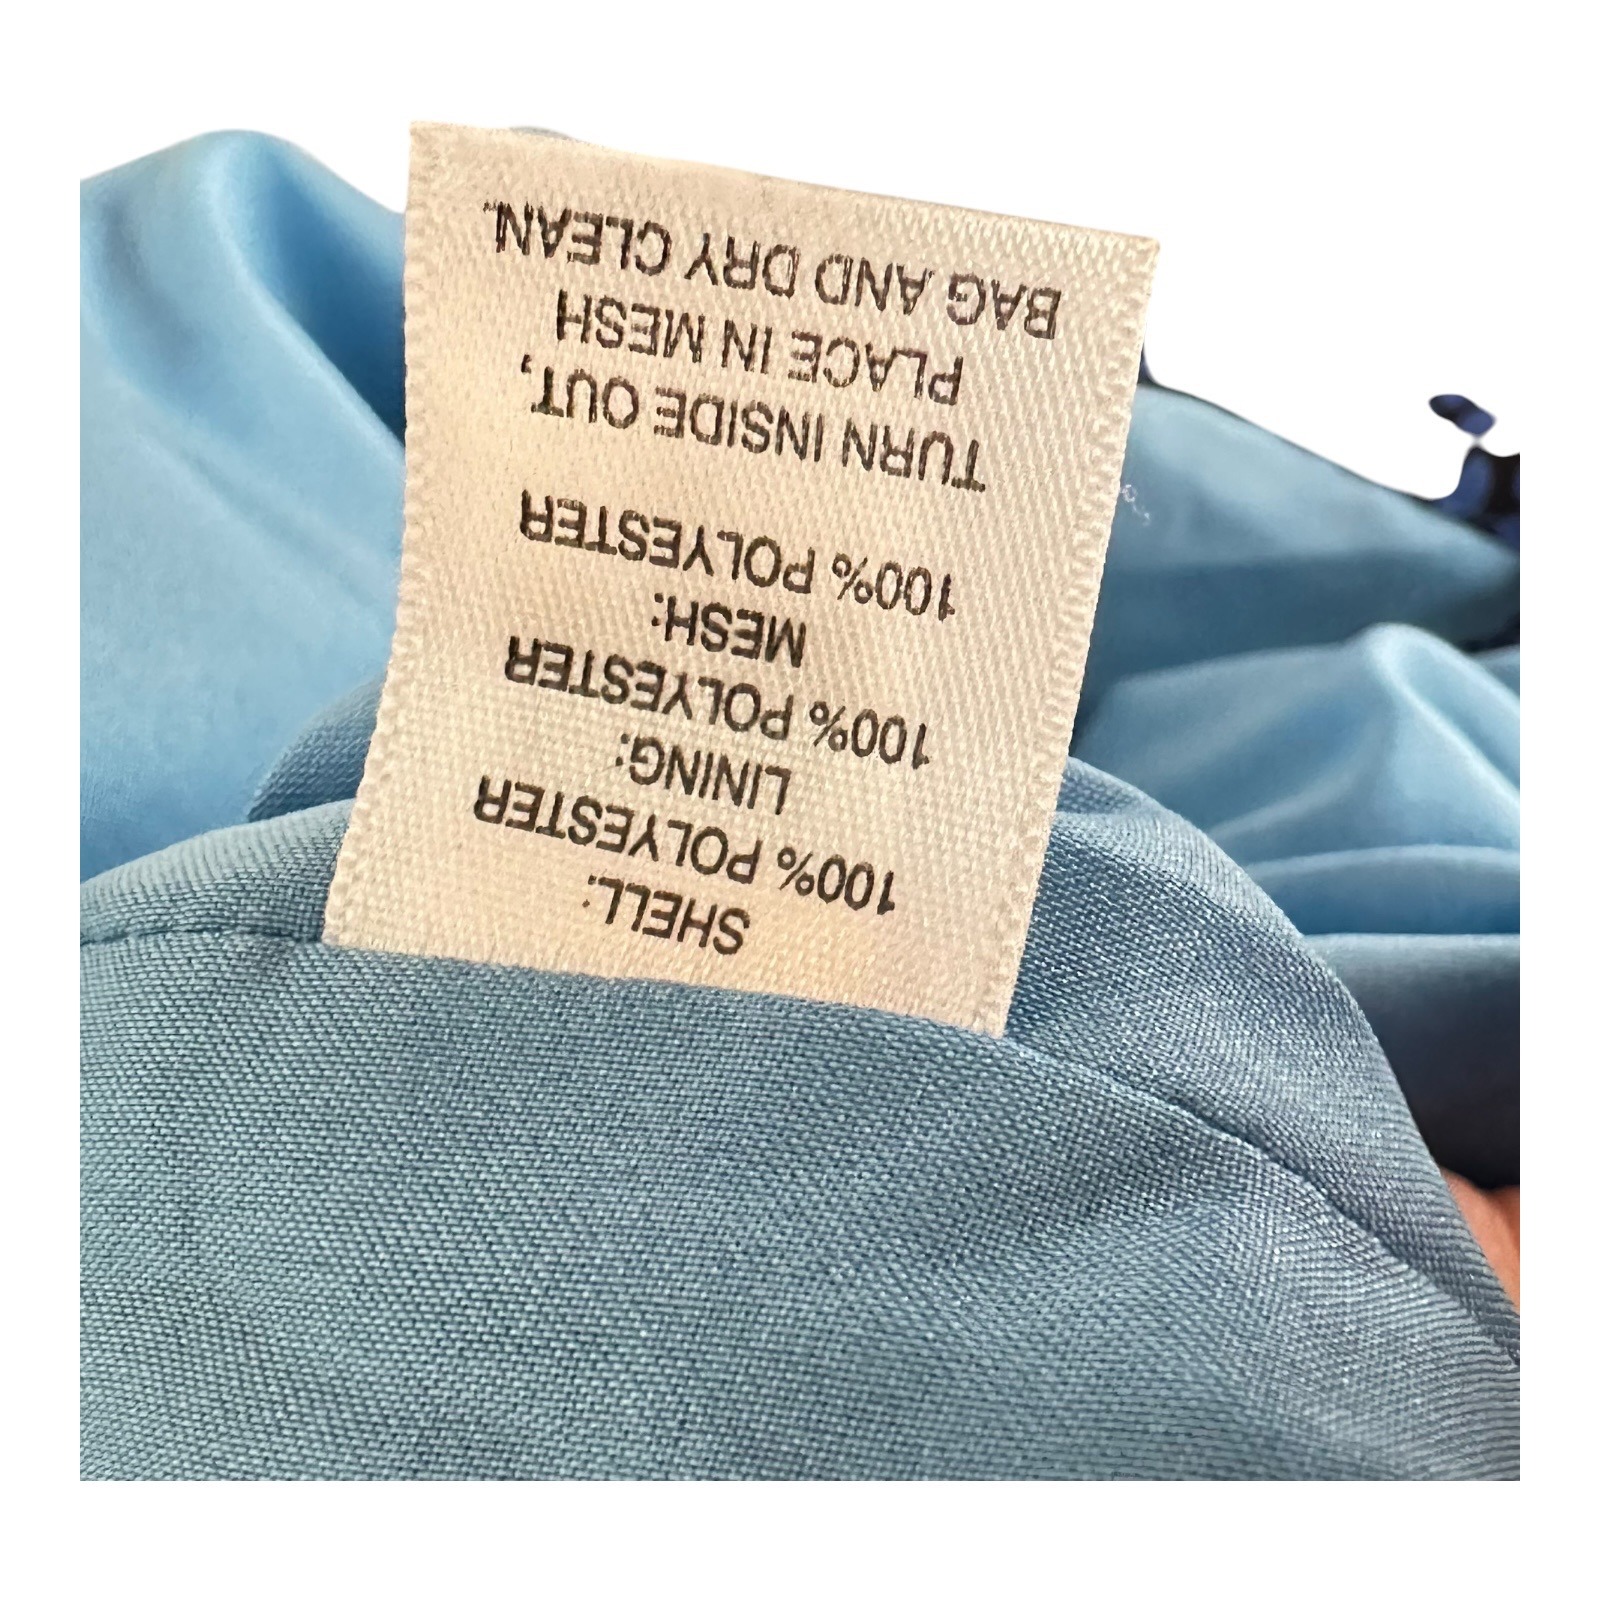 SHELL:
100% POLYESTER
LINING:
100% POLYESTER
MESH:
100% POLYESTER
TURN INSIDE OUT,
PLACE IN MESH
BAG AND DRY CLEAN.